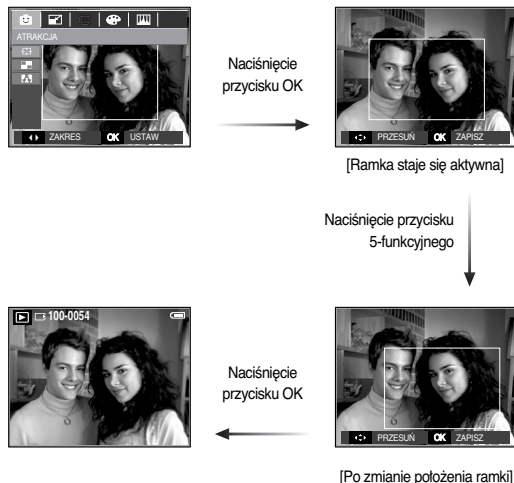 ATRAKCJA
ZAKRES OK USTAW
Naciśnięcie
przycisku OK
PRZESUŃ OK ZAPISZ
[Ramka staje się aktywna]
Naciśnięcie przycisku
5-funkcyjnego
PRZESUŃ OK ZAPISZ
[Po zmianie położenia ramki]
Naciśnięcie
przycisku OK
100-0054